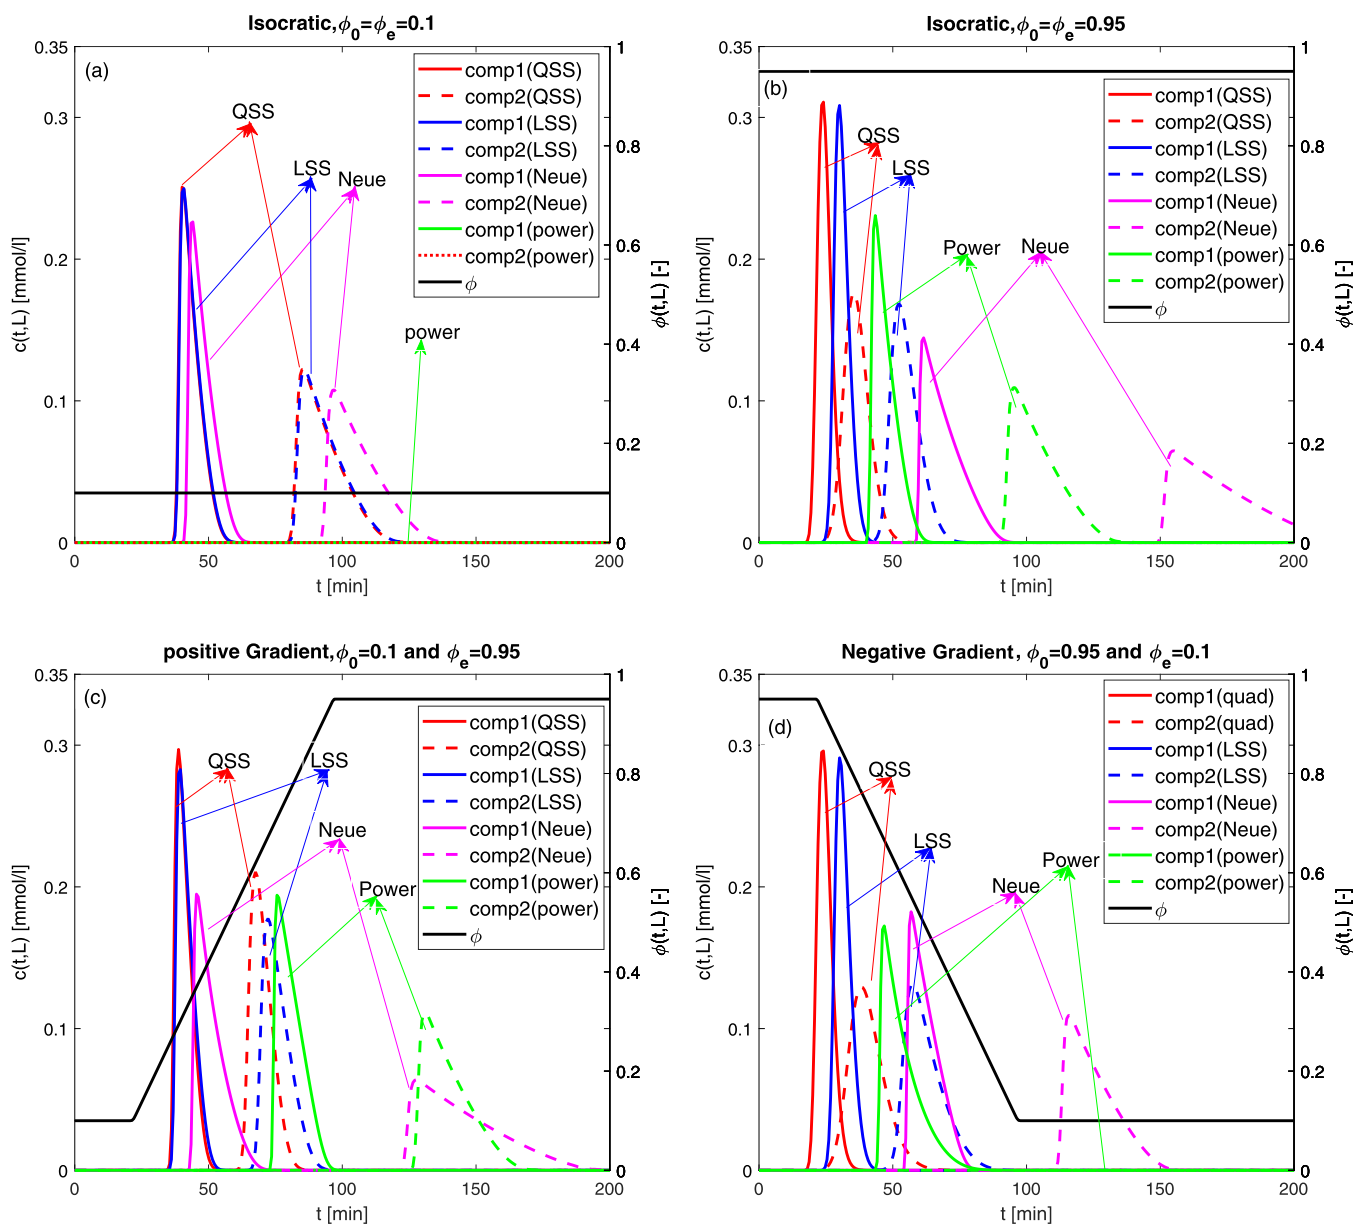 Isocratic,ϕ0=ϕe=0.1
(a)
QSS
LSS
Neue
power
comp1(QSS)
comp2(QSS)
comp1(LSS)
comp2(LSS)
comp1(Neue)
comp2(Neue)
comp1(power)
comp2(power)
ϕ
c(t,L) [mmol/l]
0.35
0.3
0.2
0.1
0
0 50 100 150 200
t [min]
1
0.8
0.6
0.4
0.2
0
ϕ(t,L) [-]
Isocratic,ϕ0=ϕe=0.95
(b)
QSS
LSS
Power
Neue
comp1(QSS)
comp2(QSS)
comp1(LSS)
comp2(LSS)
comp1(Neue)
comp2(Neue)
comp1(power)
comp2(power)
ϕ
c(t,L) [mmol/l]
0.35
0.3
0.2
0.1
0
0 50 100 150 200
t [min]
1
0.8
0.6
0.4
0.2
0
ϕ(t,L) [-]
positive Gradient,ϕ0=0.1 and ϕe=0.95
(c)
QSS
LSS
Neue
Power
comp1(QSS)
comp2(QSS)
comp1(LSS)
comp2(LSS)
comp1(Neue)
comp2(Neue)
comp1(power)
comp2(power)
ϕ
c(t,L) [mmol/l]
0.35
0.3
0.2
0.1
0
0 50 100 150 200
t [min]
1
0.8
0.6
0.4
0.2
0
ϕ(t,L) [-]
Negative Gradient, ϕ0=0.95 and ϕe=0.1
(d)
QSS
LSS
Neue
Power
comp1(quad)
comp2(quad)
comp1(LSS)
comp2(LSS)
comp1(Neue)
comp2(Neue)
comp1(power)
comp2(power)
ϕ
c(t,L) [mmol/l]
0.35
0.3
0.2
0.1
0
0 50 100 150 200
t [min]
1
0.8
0.6
0.4
0.2
0
ϕ(t,L) [-]